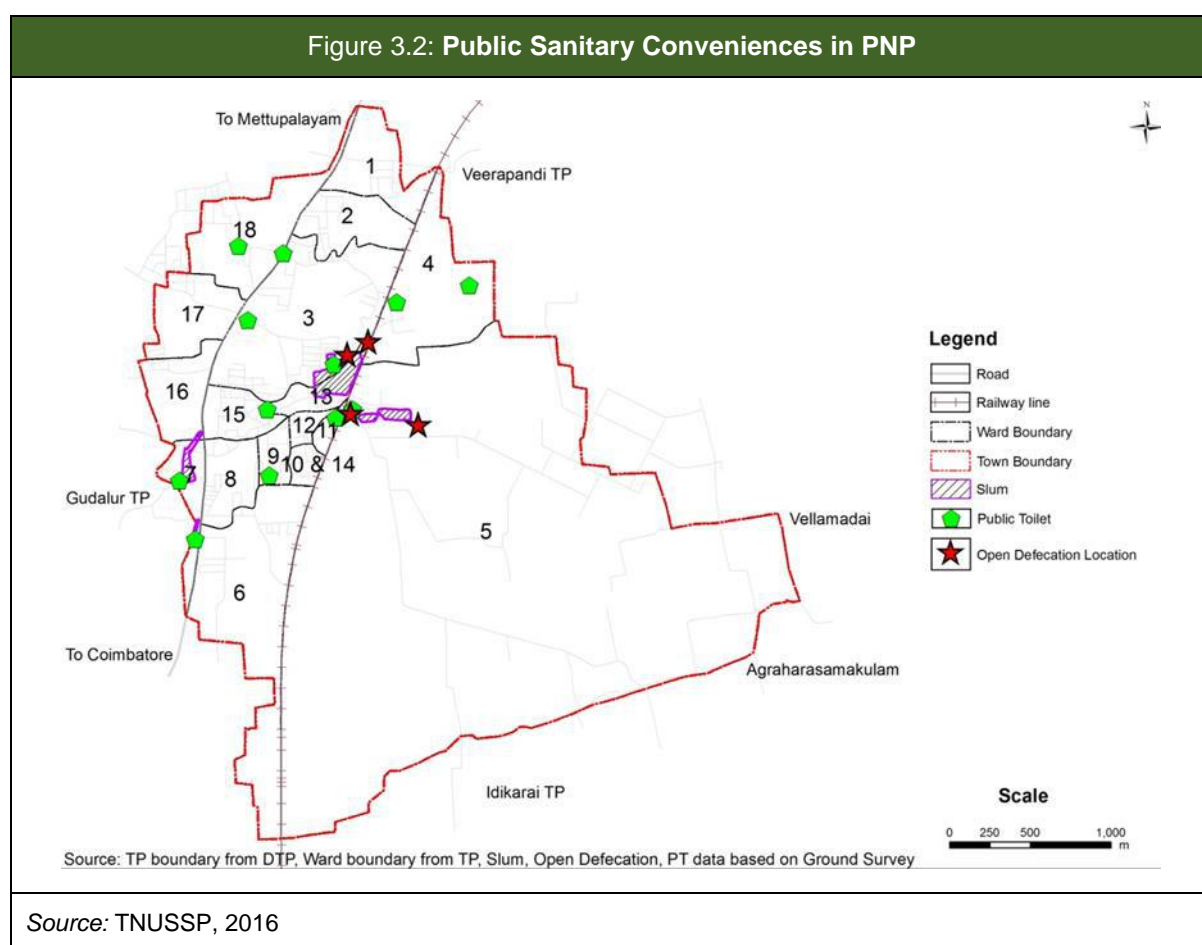 Figure 3.2: Public Sanitary Conveniences in PNP
N
To Mettupalayam
Veerapandi TP
1
2
18
4
17
3
16
13
15
12
11
9
10 & 14
7
8
Gudalur TP
5
6
Vellamadai
To Coimbatore
Agraharasamakulam
Idikarai TP
Legend
Road
Railway line
Ward Boundary
Town Boundary
Slum
Public Toilet
Open Defecation Location
Scale
0 250 500 1,000
m
Source: TP boundary from DTP, Ward boundary from TP, Slum, Open Defecation, PT data based on Ground Survey
Source: TNUSSP, 2016